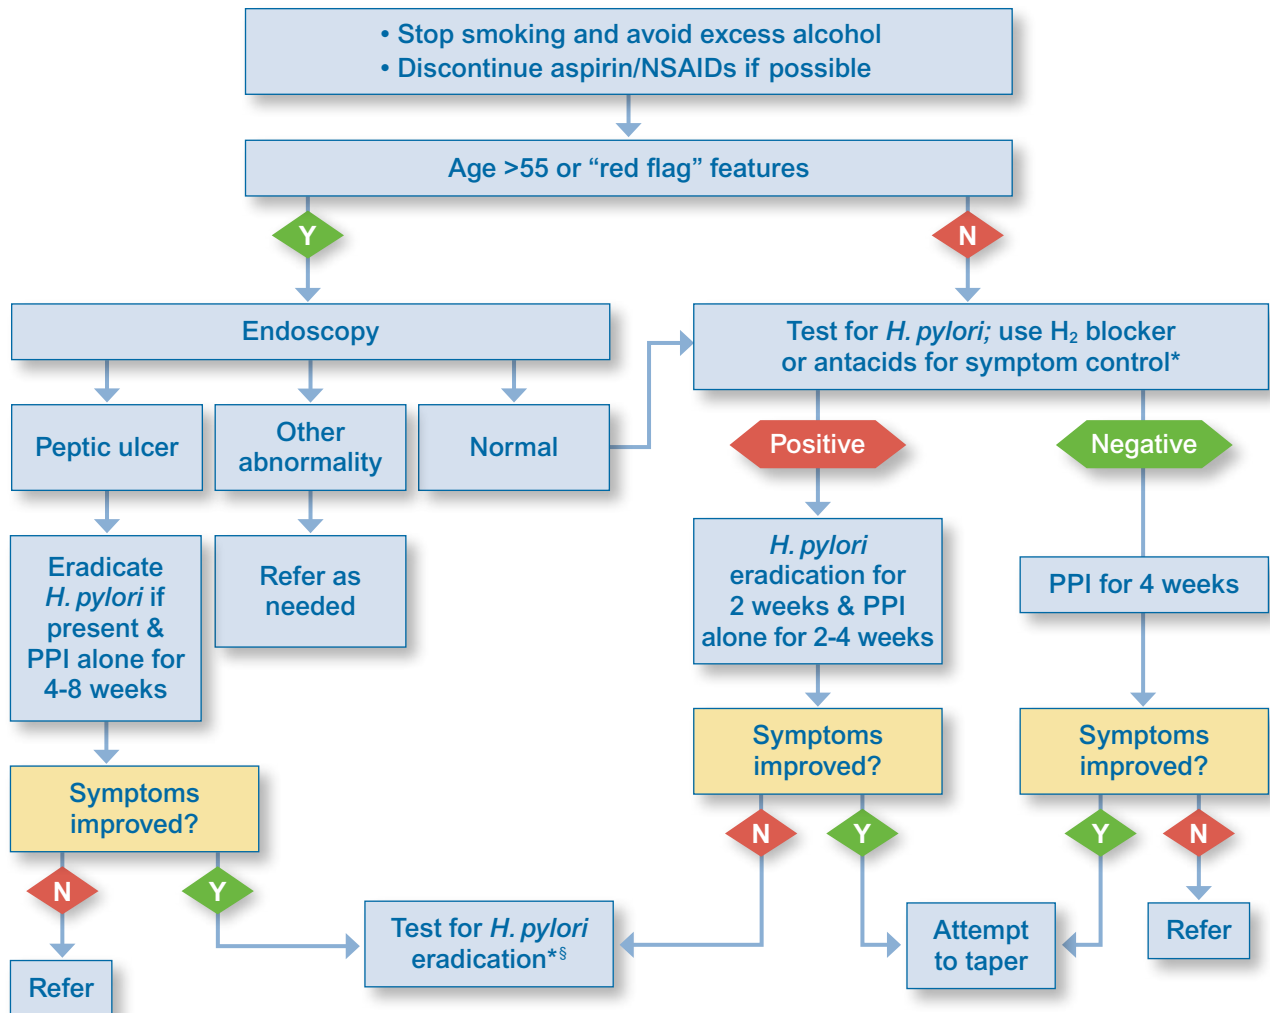 • Stop smoking and avoid excess alcohol
• Discontinue aspirin/NSAIDs if possible
Age >55 or “red flag” features
Y
N
Endoscopy
Test for H. pylori; use H₂ blocker
or antacids for symptom control*
Peptic ulcer
Other
abnormality
Normal
Positive
Negative
Eradicate
H. pylori if
present &
PPI alone for
4-8 weeks
Refer as
needed
H. pylori
eradication for
2 weeks & PPI
alone for 2-4 weeks
PPI for 4 weeks
Symptoms
improved?
Symptoms
improved?
Symptoms
improved?
N
Y
N
Y
Y
N
Refer
Test for H. pylori
eradication*§
Attempt
to taper
Refer